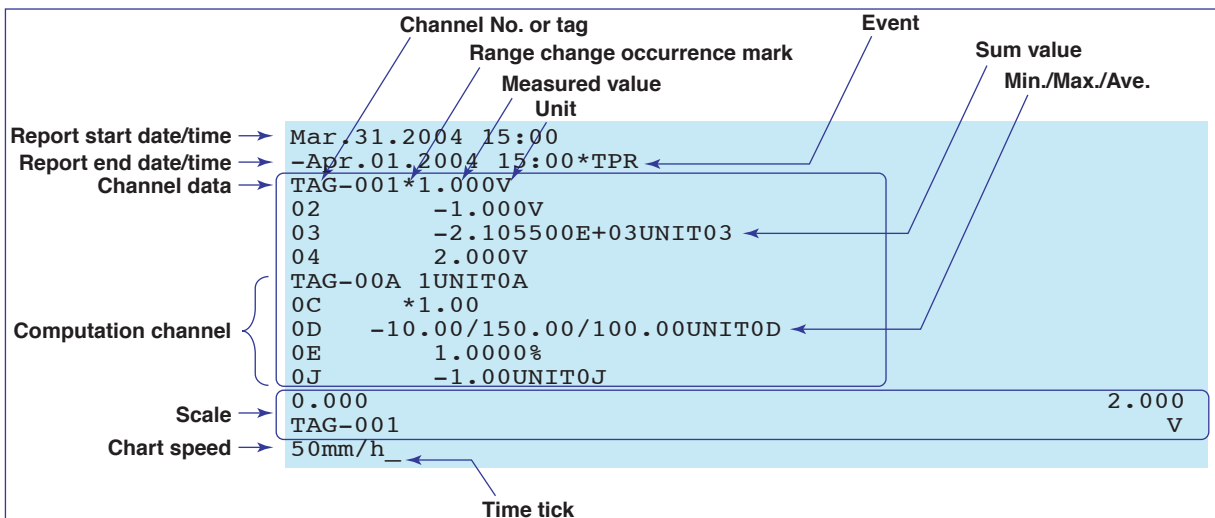 Channel No. or tag
Event
Range change occurrence mark
Sum value
Measured value
Min./Max./Ave.
Unit
Report start date/time
Mar.31.2004 15:00
Report end date/time
-Apr.01.2004 15:00*TPR
Channel data
TAG-001*1.000V
02 -1.000V
03 -2.105500E+03UNIT03
04 2.000V
TAG-00A 1UNIT0A
0C *1.00
Computation channel
0D -10.00/150.00/100.00UNIT0D
0E 1.0000%
0J -1.00UNIT0J
Scale
0.000 2.000
TAG-001 V
Chart speed
50mm/h_
Time tick